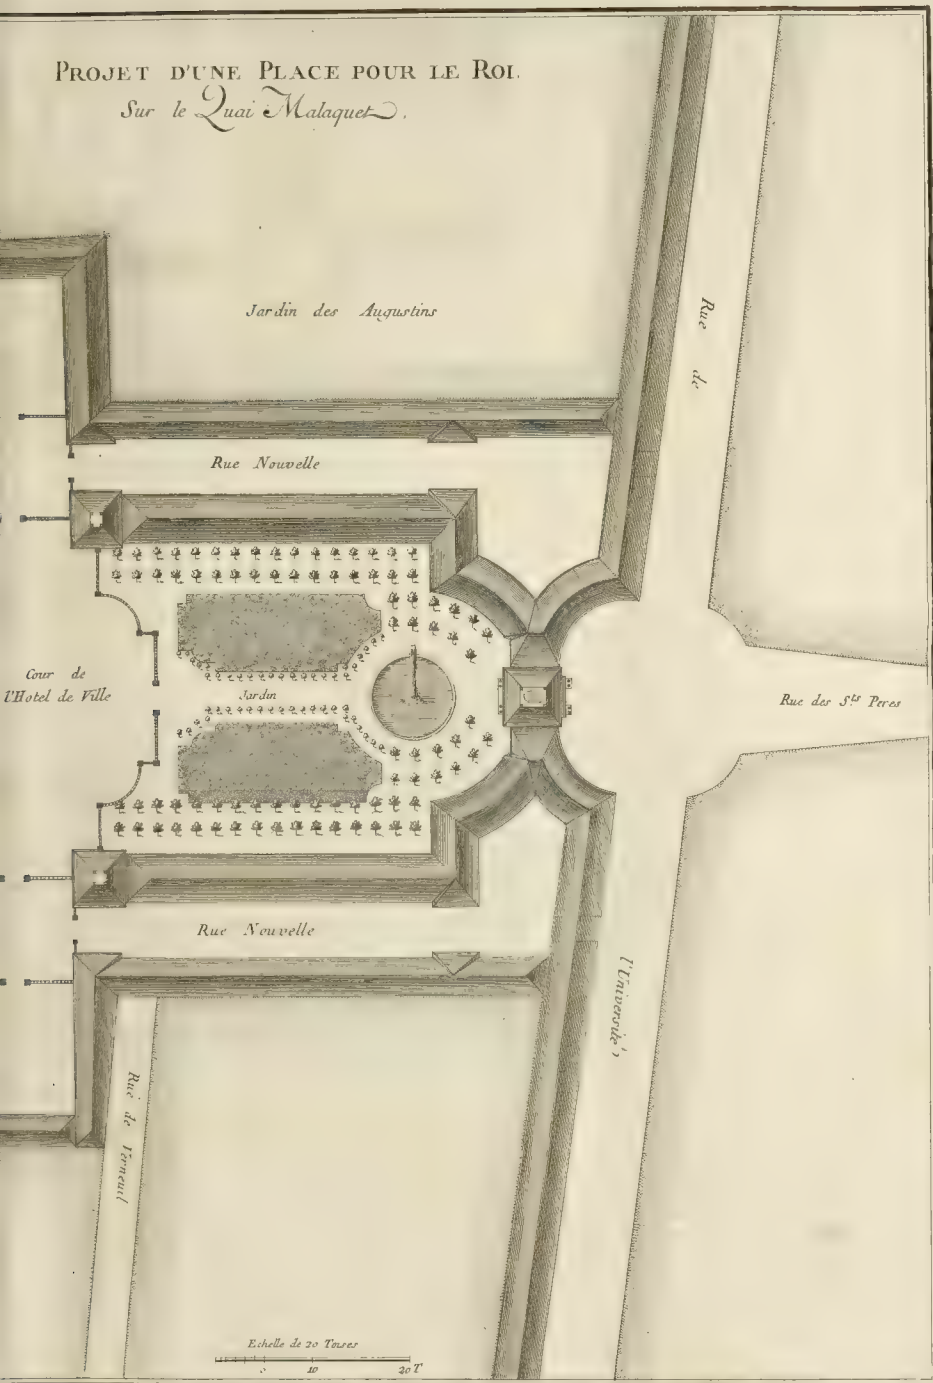 PROJET D'UNE PLACE POUR LE ROI.
Sur le Quai Malaquet.
Jardin des Augustins
Rue de
Rue Nouvelle
Cour de
l'Hotel de Ville
Jardin
Rue des S.ts Peres
Rue Nouvelle
l'Université,
Rue de Verneuil
Echelle de 20 Toises
10
20 T